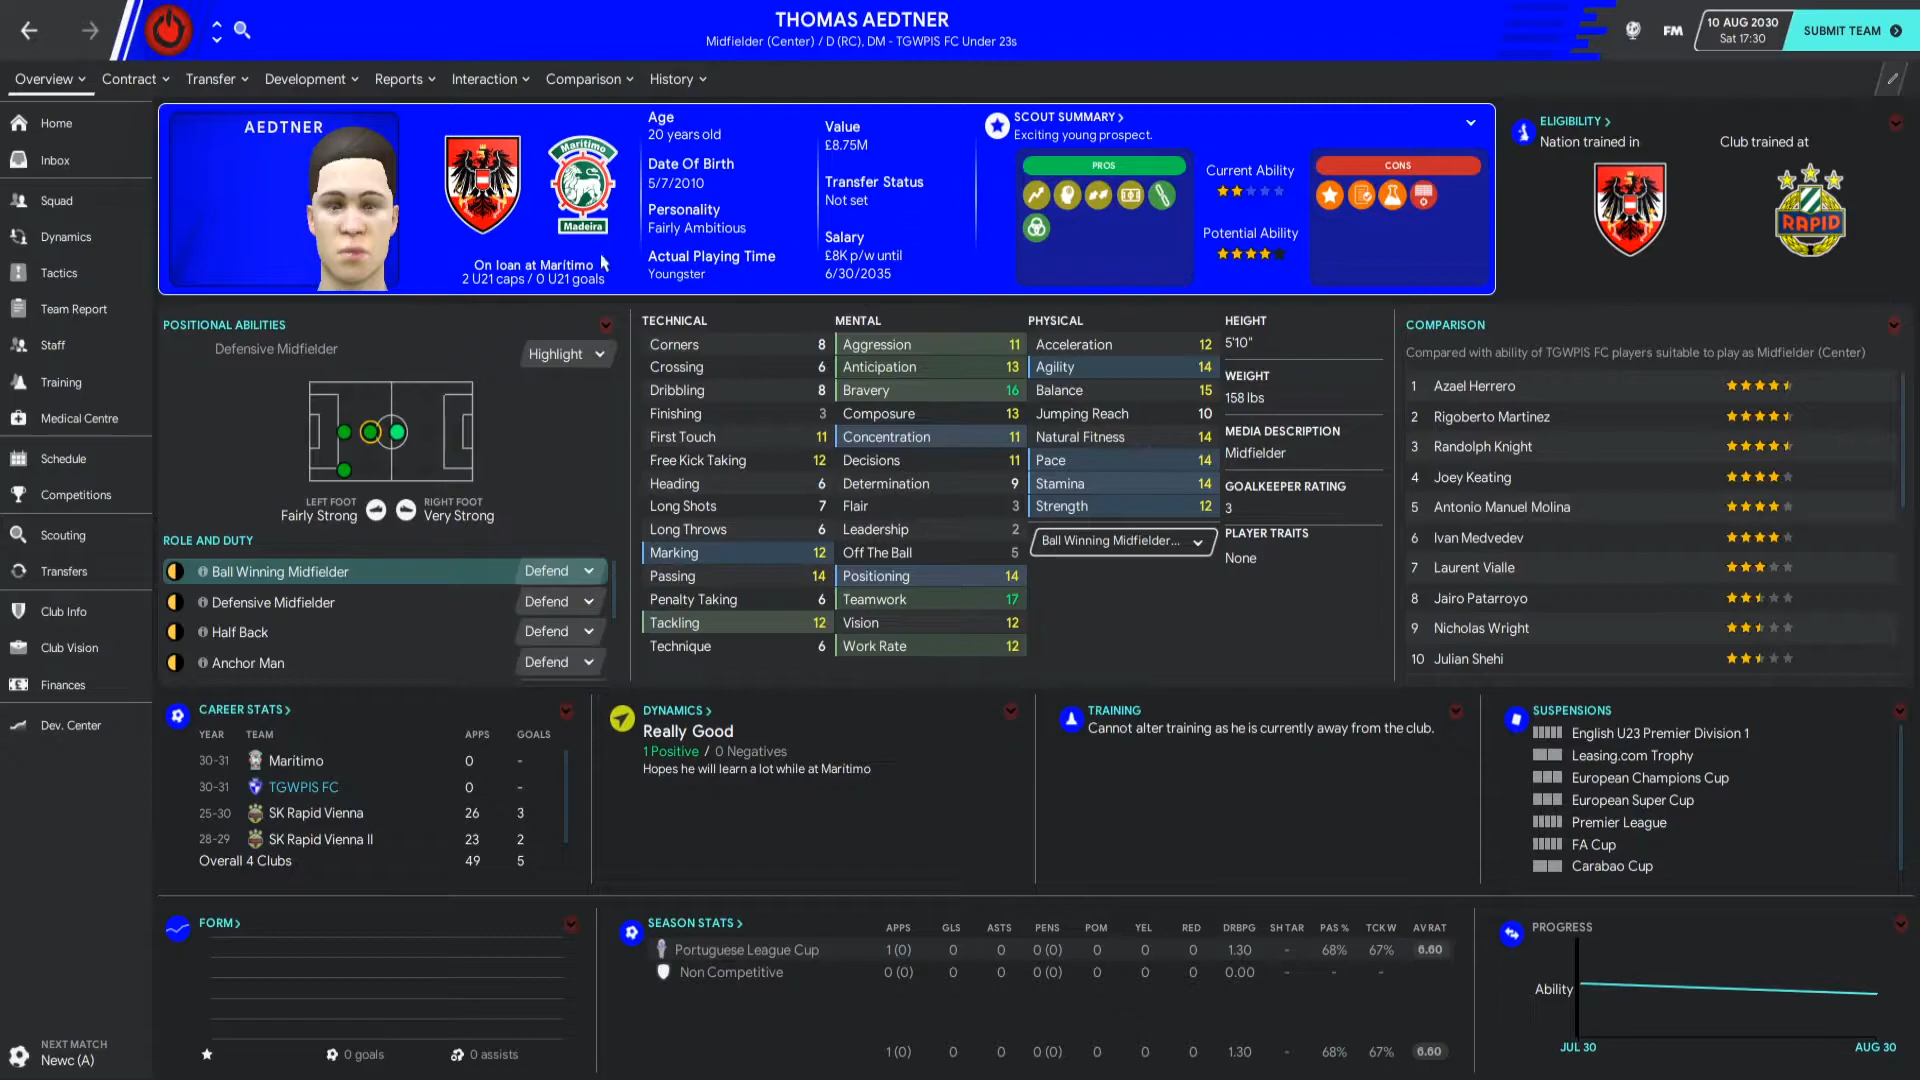 THOMAS AEDTNER
Midfielder (Center) / D (RC), DM - TGWPIS FC Under 23s
FM
10 AUG 2030
Sat 17:30
SUBMIT TEAM
Overview
Contract
Transfer
Development
Reports
Interaction
Comparison
History
Home
Inbox
Squad
Dynamics
Tactics
Team Report
Staff
Training
Medical Centre
Schedule
Competitions
Scouting
Transfers
Club Info
Club Vision
Finances
Dev. Center
NEXT MATCH
Newc (A)
AEDTNER
Marítimo
Madeira
On loan at Marítimo
2 U21 caps / 0 U21 goals
Age
20 years old
Date Of Birth
5/7/2010
Personality
Fairly Ambitious
Actual Playing Time
Youngster
Value
£8.75M
Transfer Status
Not set
Salary
£8K p/w until
6/30/2035
SCOUT SUMMARY
Exciting young prospect.
PROS
Current Ability
Potential Ability
CONS
ELIGIBILITY
Nation trained in
Club trained at
RAPID
POSITIONAL ABILITIES
Defensive Midfielder
Highlight
LEFT FOOT
Fairly Strong
RIGHT FOOT
Very Strong
ROLE AND DUTY
Ball Winning Midfielder Defend
Defensive Midfielder Defend
Half Back Defend
Anchor Man Defend
TECHNICAL
Corners 8
Crossing 6
Dribbling 8
Finishing 3
First Touch 11
Free Kick Taking 12
Heading 6
Long Shots 7
Long Throws 6
Marking 12
Passing 14
Penalty Taking 6
Tackling 12
Technique 6
MENTAL
Aggression 11
Anticipation 13
Bravery 16
Composure 13
Concentration 11
Decisions 11
Determination 9
Flair 3
Leadership 2
Off The Ball 5
Positioning 14
Teamwork 17
Vision 12
Work Rate 12
PHYSICAL
Acceleration 12
Agility 14
Balance 15
Jumping Reach 10
Natural Fitness 14
Pace 14
Stamina 14
Strength 12
Ball Winning Midfielder...
HEIGHT
5'10"
WEIGHT
158 lbs
MEDIA DESCRIPTION
Midfielder
GOALKEEPER RATING
3
PLAYER TRAITS
None
COMPARISON
Compared with ability of TGWPIS FC players suitable to play as Midfielder (Center)
1 Azael Herrero
2 Rigoberto Martinez
3 Randolph Knight
4 Joey Keating
5 Antonio Manuel Molina
6 Ivan Medvedev
7 Laurent Vialle
8 Jairo Patarroyo
9 Nicholas Wright
10 Julian Shehi
CAREER STATS
YEAR TEAM APPS GOALS
30-31 Marítimo 0 -
30-31 TGWPIS FC 0 -
25-30 SK Rapid Vienna 26 3
28-29 SK Rapid Vienna II 23 2
Overall 4 Clubs 49 5
DYNAMICS
Really Good
1 Positive / 0 Negatives
Hopes he will learn a lot while at Marítimo
TRAINING
Cannot alter training as he is currently away from the club.
SUSPENSIONS
English U23 Premier Division 1
Leasing.com Trophy
European Champions Cup
European Super Cup
Premier League
FA Cup
Carabao Cup
FORM
0 goals
0 assists
SEASON STATS APPS GLS ASTS PENS POM YEL RED DRBPG SH TAR PAS % TCK W AV RAT
Portuguese League Cup 1 (0) 0 0 0 (0) 0 0 0 1.30 - 68% 67% 6.60
Non Competitive 0 (0) 0 0 0 (0) 0 0 0 0.00 - - -
1 (0) 0 0 0 (0) 0 0 0 1.30 - 68% 67% 6.60
PROGRESS
Ability
JUL 30
AUG 30